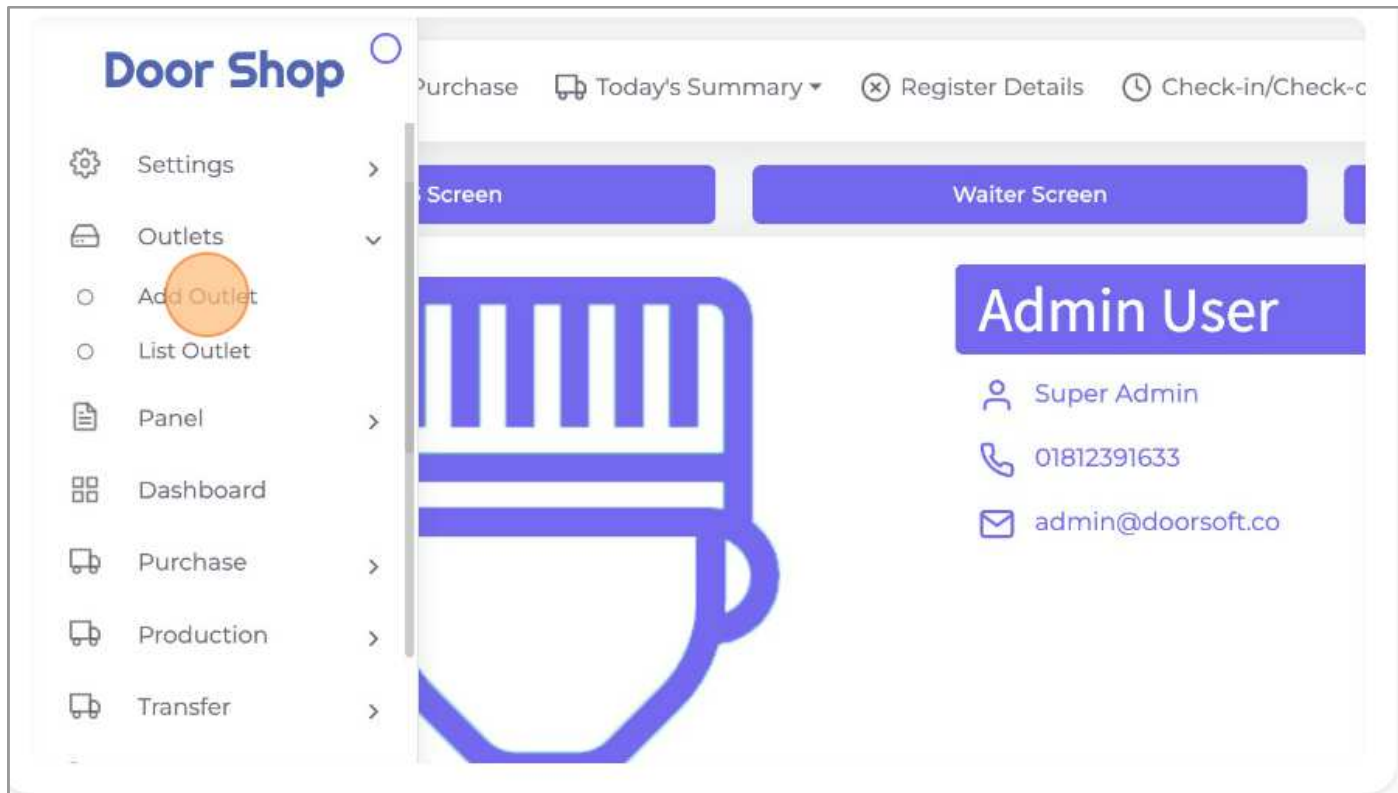 Door Shop
Purchase Today's Summary Register Details Check-in/Check-
Settings
Screen Waiter Screen
Outlets
Add Outlet
List Outlet
Panel
Dashboard
Purchase
Production
Transfer
Admin User
Super Admin
01812391633
admin@doorsoft.co